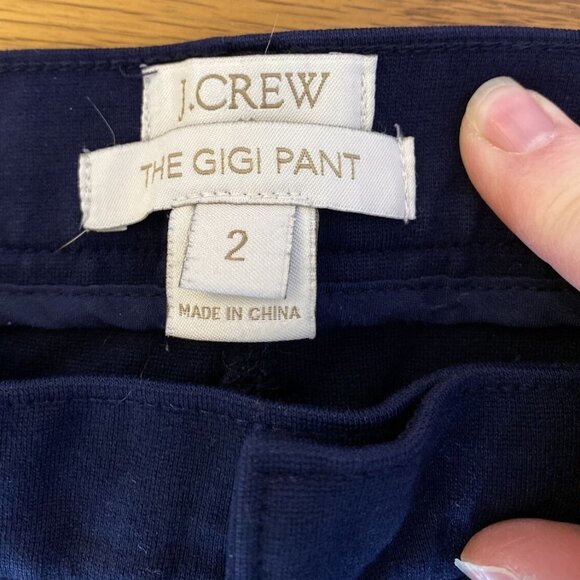 J.CREW
THE GIGI PANT
2
MADE IN CHINA